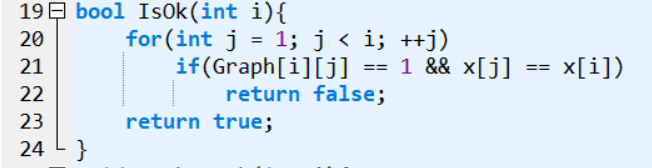 19 bool IsOk(int i){
20 for(int j = 1; j < i; ++j)
21 if(Graph[i][j] == 1 && x[j] == x[i])
22 return false;
23 return true;
24 }